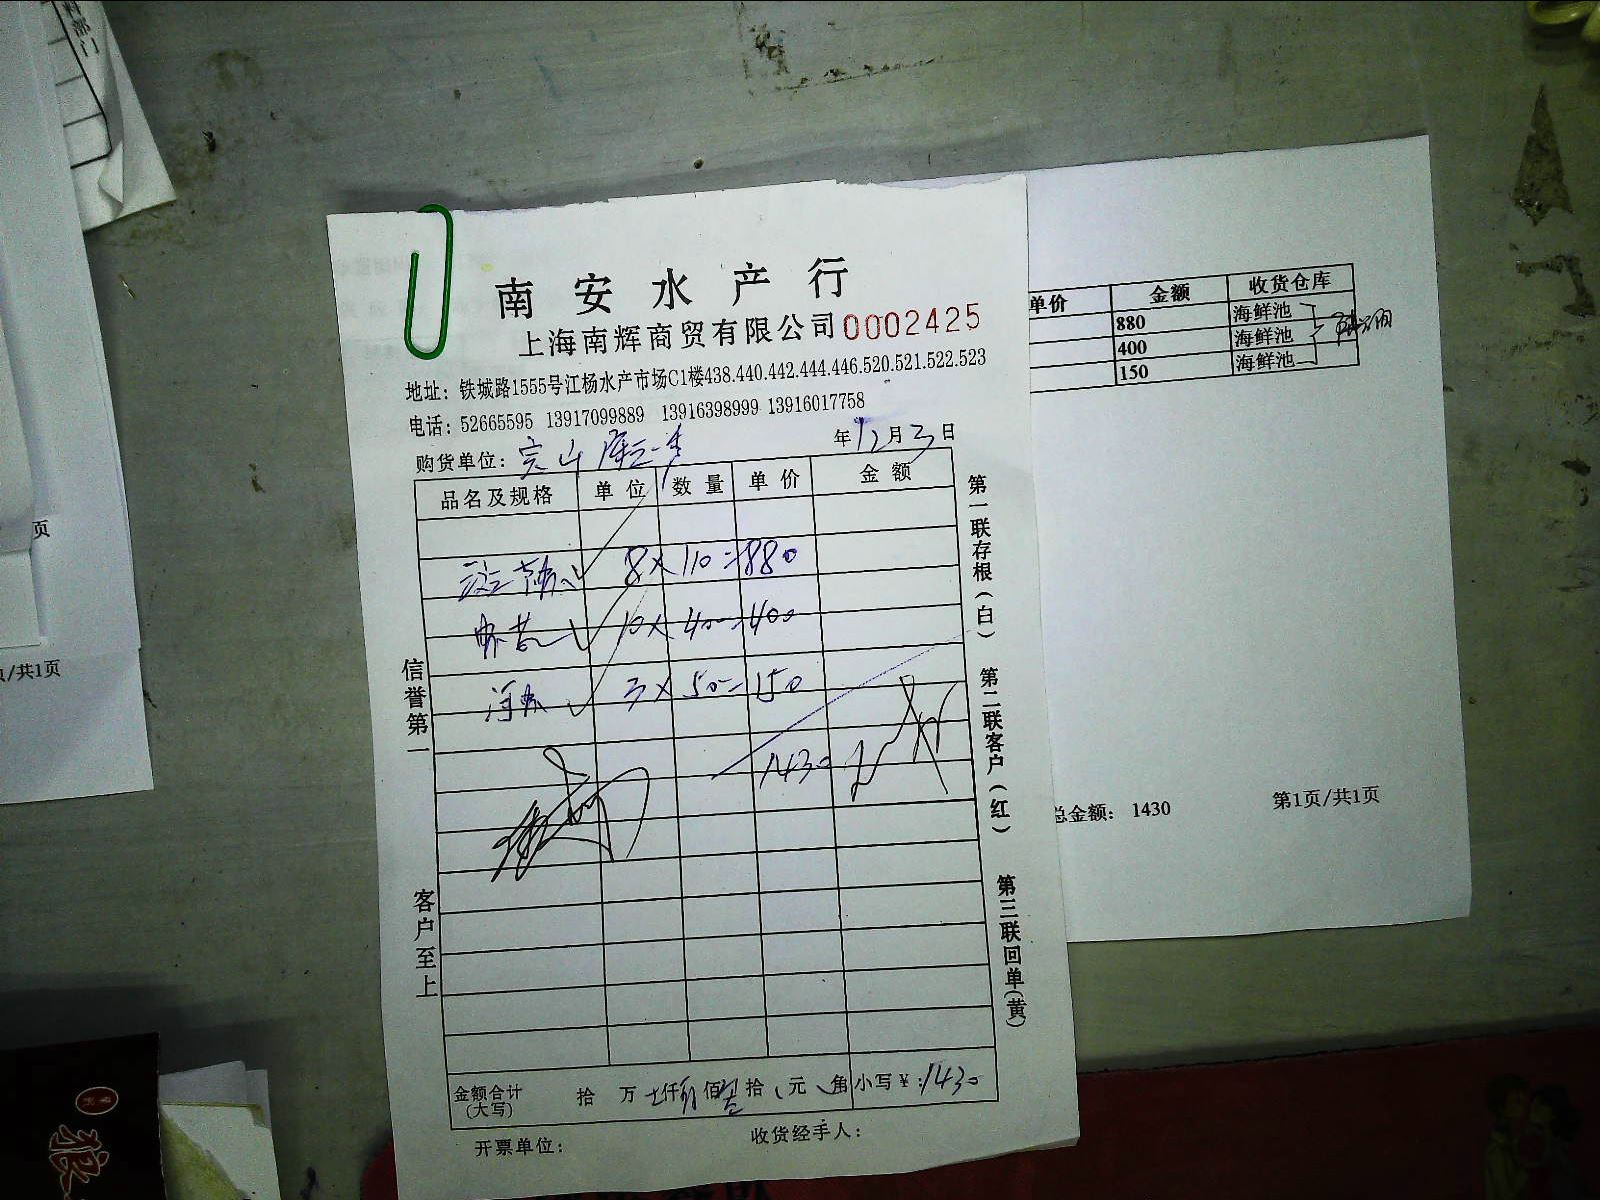 南安水产行
上海南辉商贸有限公司 0002425
地址：铁城路1555号江杨水产市场C1楼438.440.442.444.446.520.521.522.523
电话：52665595 13917099889 13916398999 13916017758
购货单位：
年12月3日
品名及规格 单位 数量 单价 金额
8×110=880
10×40=400
3×50=150
1430
金额合计(大写) 拾 万 仟 佰 拾 元 角 小写￥：1430
开票单位： 收货经手人：
信誉第一
客户至上
第一联存根(白)
第二联客户(红)
第三联回单(黄)
单价 金额 收货仓库
880 海鲜池
400 海鲜池
150 海鲜池
总金额： 1430 第1页/共1页
页
页/共1页